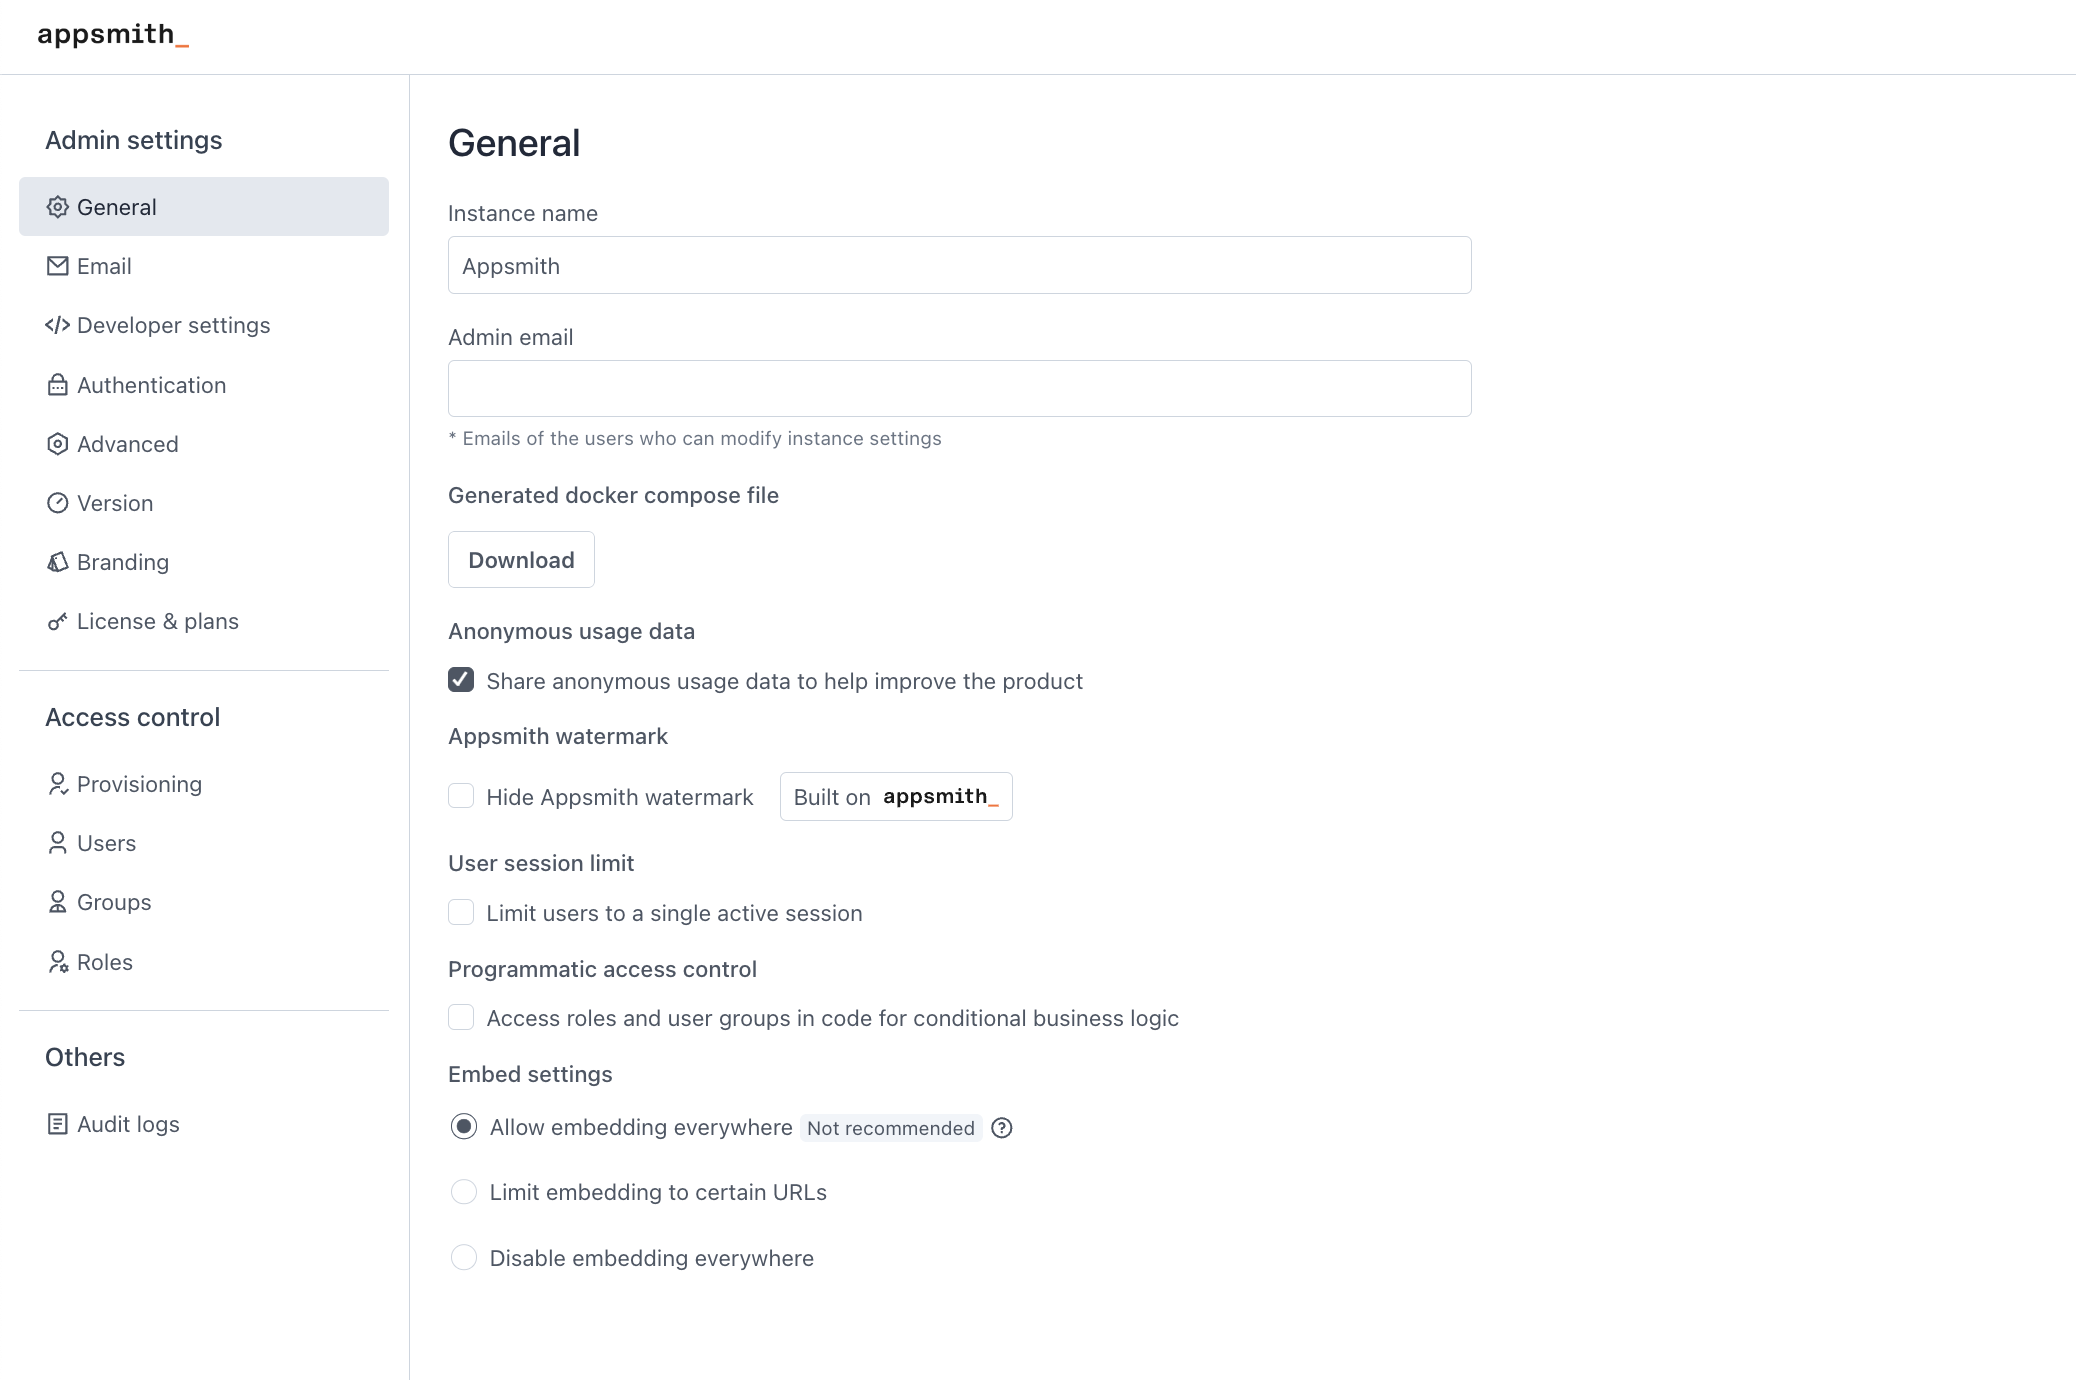 appsmith_
Admin settings
General
Email
Developer settings
Authentication
Advanced
Version
Branding
License & plans
Access control
Provisioning
Users
Groups
Roles
Others
Audit logs
General
Instance name
Appsmith
Admin email
* Emails of the users who can modify instance settings
Generated docker compose file
Download
Anonymous usage data
Share anonymous usage data to help improve the product
Appsmith watermark
Hide Appsmith watermark Built on appsmith_
User session limit
Limit users to a single active session
Programmatic access control
Access roles and user groups in code for conditional business logic
Embed settings
Allow embedding everywhere Not recommended
Limit embedding to certain URLs
Disable embedding everywhere